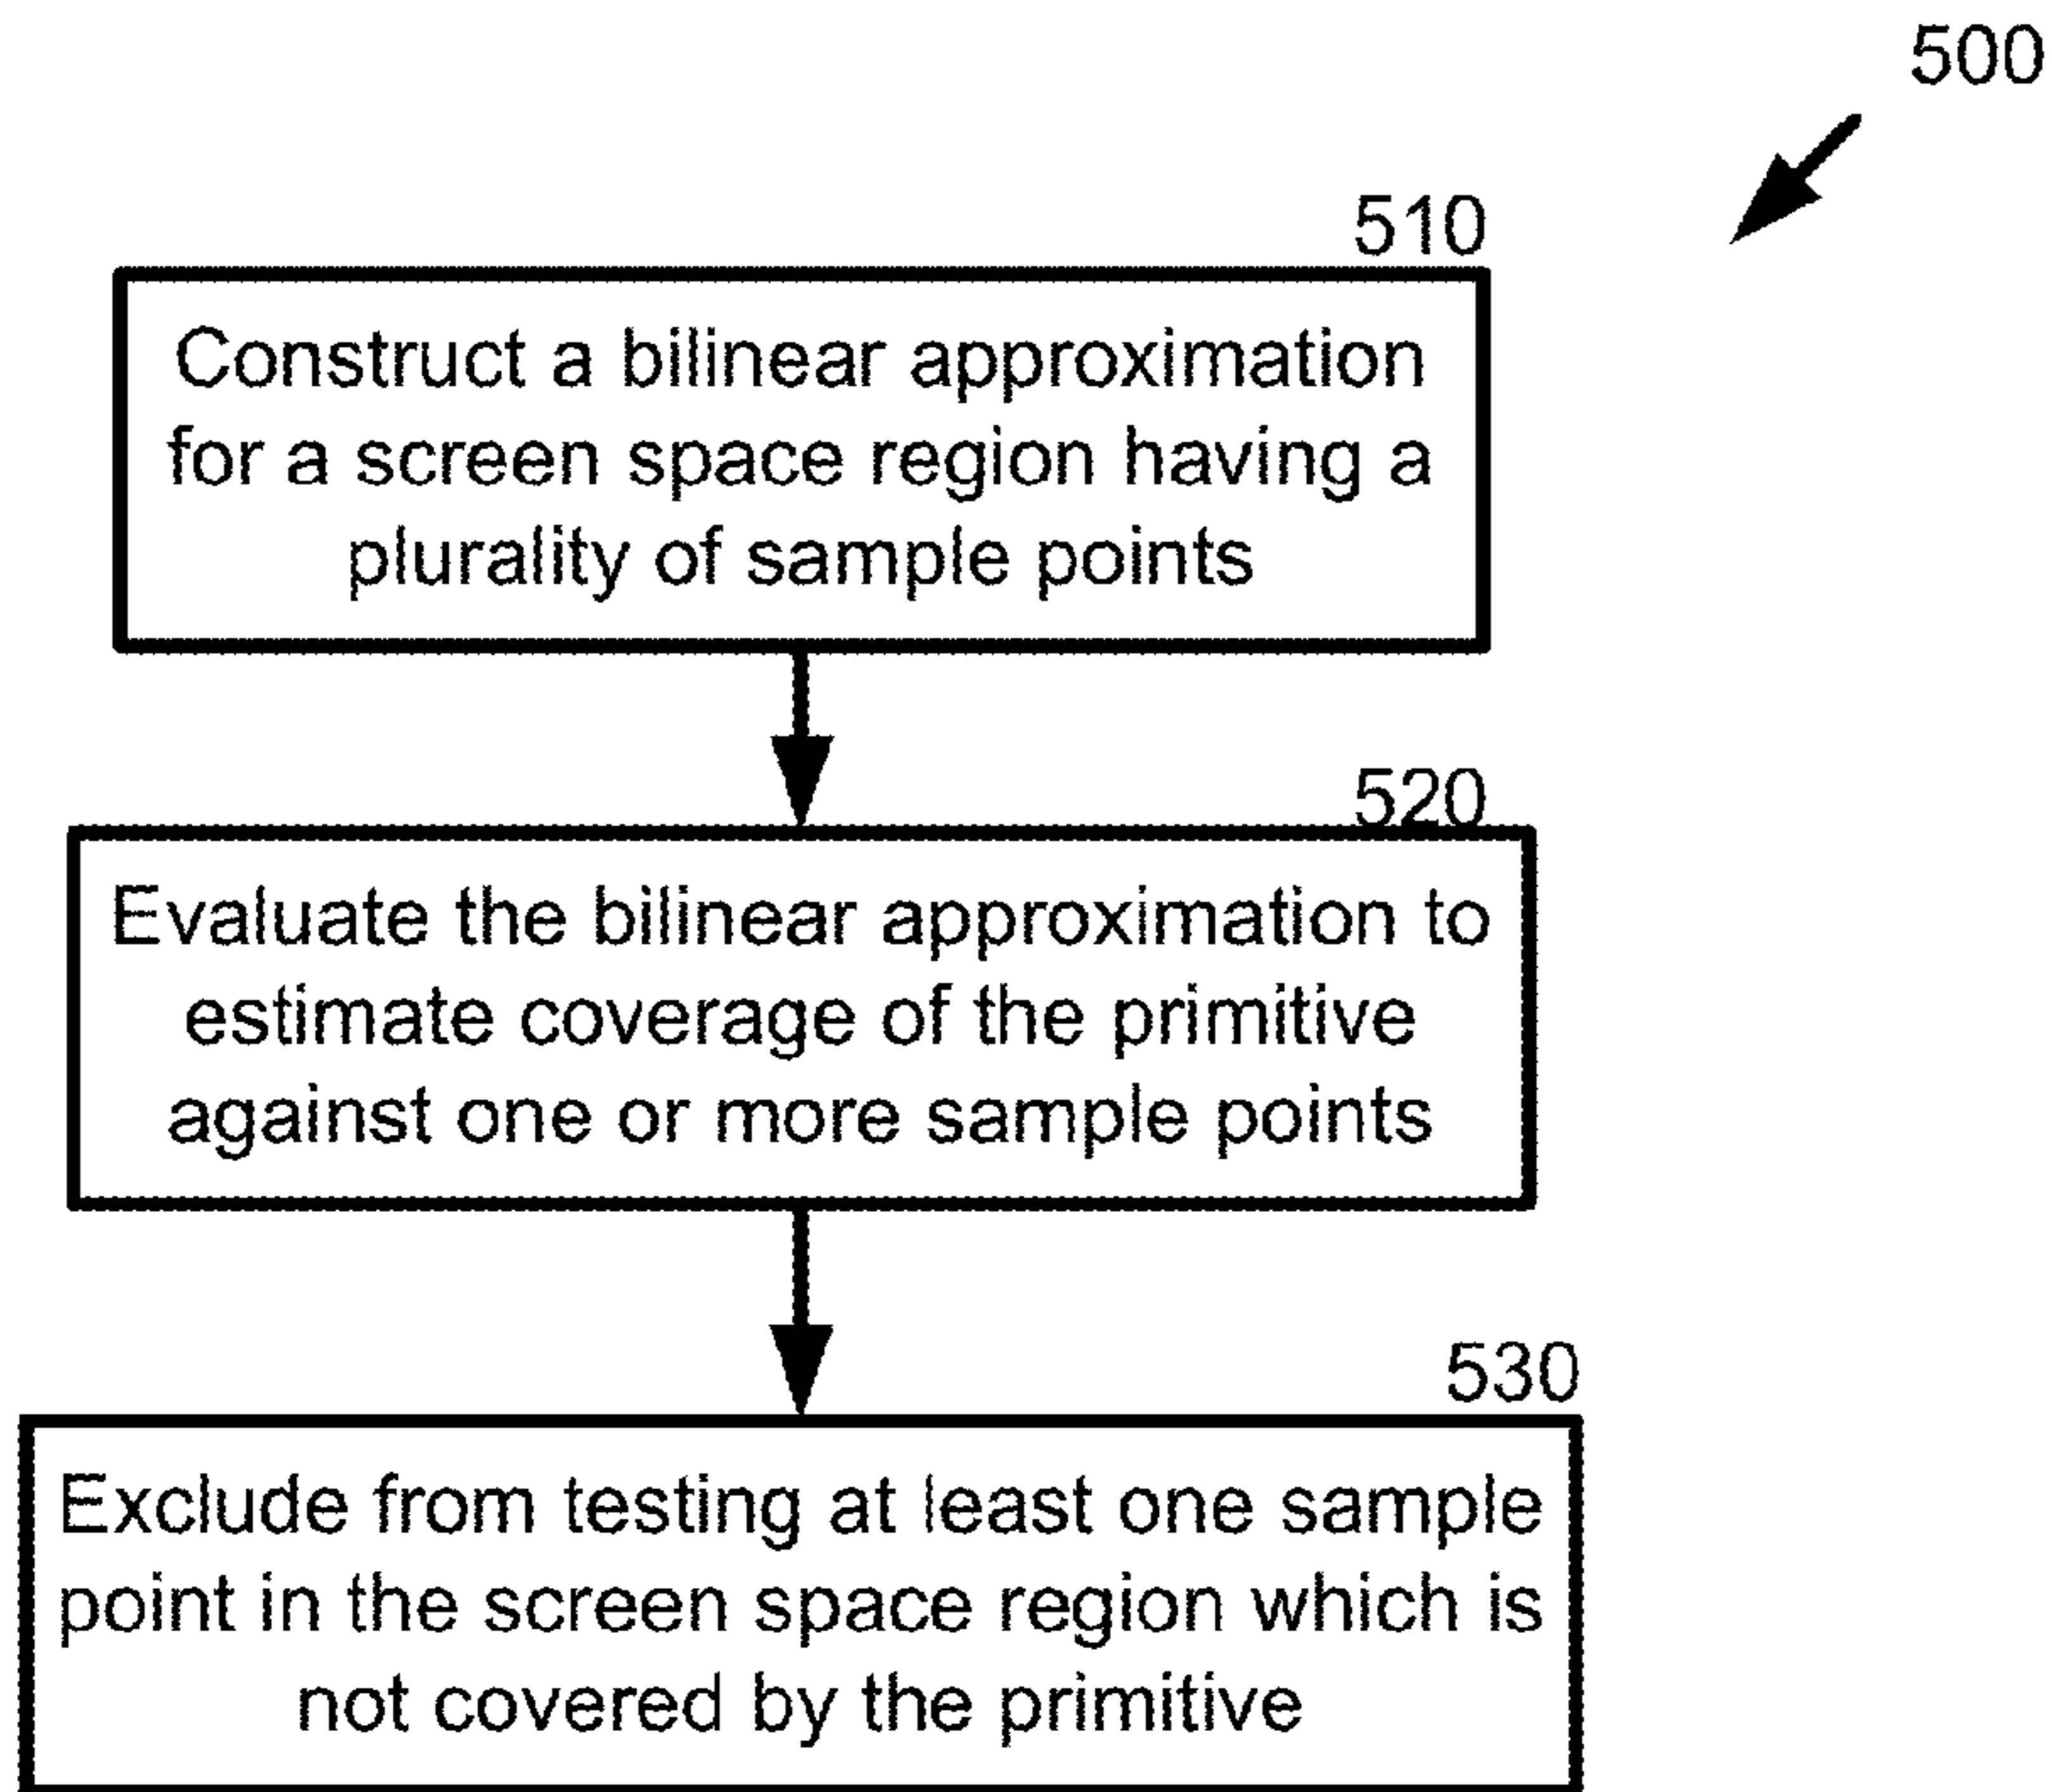 500
510
Construct a bilinear approximation
for a screen space region having a
plurality of sample points
520
Evaluate the bilinear approximation to
estimate coverage of the primitive
against one or more sample points
530
Exclude from testing at least one sample
point in the screen space region which is
not covered by the primitive